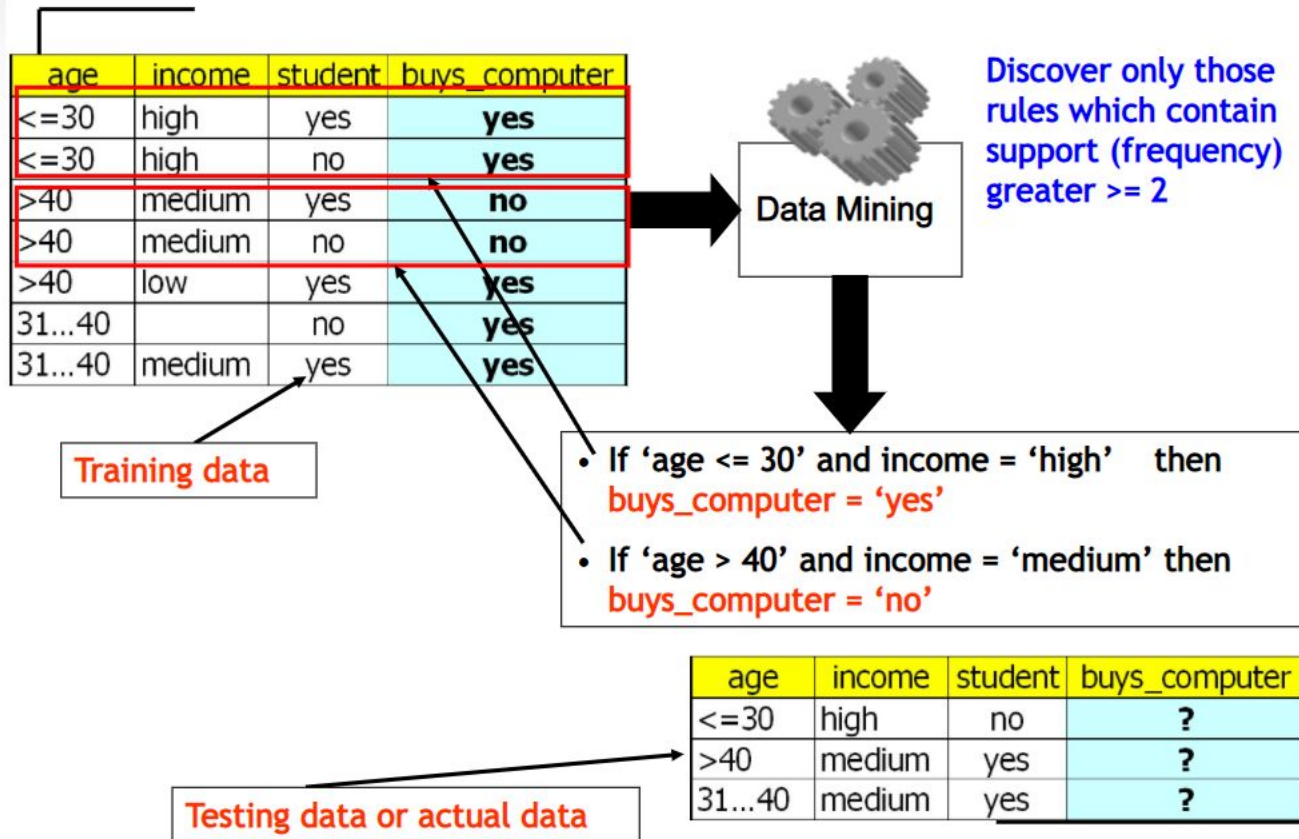 age income student buys_computer
<=30 high yes yes
<=30 high no yes
>40 medium yes no
>40 medium no no
>40 low yes yes
31...40 no yes
31...40 medium yes yes
Data Mining
Discover only those
rules which contain
support (frequency)
greater >= 2
Training data
• If ‘age <= 30’ and income = ‘high’ then
buys_computer = ‘yes’
• If ‘age > 40’ and income = ‘medium’ then
buys_computer = ‘no’
age income student buys_computer
<=30 high no ?
>40 medium yes ?
31...40 medium yes ?
Testing data or actual data